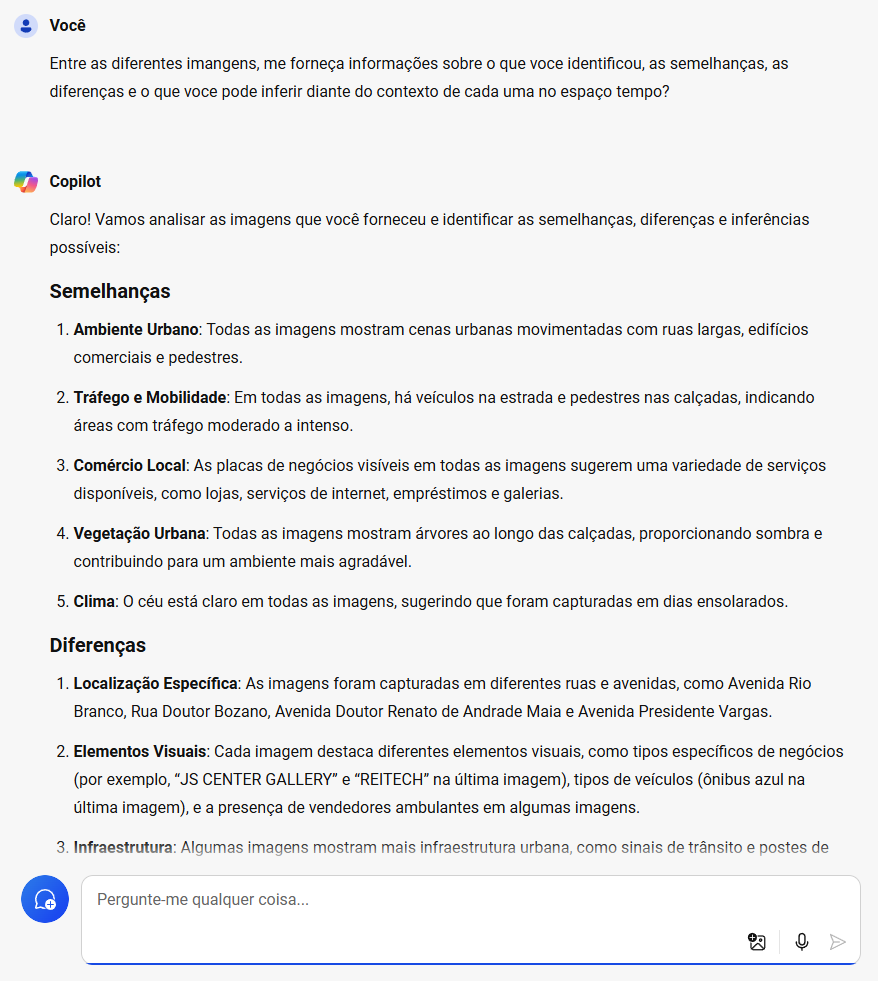 Você
Entre as diferentes imangens, me forneça informações sobre o que voce identificou, as semelhanças, as
diferenças e o que voce pode inferir diante do contexto de cada uma no espaço tempo?
Copilot
Claro! Vamos analisar as imagens que você forneceu e identificar as semelhanças, diferenças e inferências
possíveis:
Semelhanças
1. Ambiente Urbano: Todas as imagens mostram cenas urbanas movimentadas com ruas largas, edifícios
comerciais e pedestres.
2. Tráfego e Mobilidade: Em todas as imagens, há veículos na estrada e pedestres nas calçadas, indicando
áreas com tráfego moderado a intenso.
3. Comércio Local: As placas de negócios visíveis em todas as imagens sugerem uma variedade de serviços
disponíveis, como lojas, serviços de internet, empréstimos e galerias.
4. Vegetação Urbana: Todas as imagens mostram árvores ao longo das calçadas, proporcionando sombra e
contribuindo para um ambiente mais agradável.
5. Clima: O céu está claro em todas as imagens, sugerindo que foram capturadas em dias ensolarados.
Diferenças
1. Localização Específica: As imagens foram capturadas em diferentes ruas e avenidas, como Avenida Rio
Branco, Rua Doutor Bozano, Avenida Doutor Renato de Andrade Maia e Avenida Presidente Vargas.
2. Elementos Visuais: Cada imagem destaca diferentes elementos visuais, como tipos específicos de negócios
(por exemplo, “JS CENTER GALLERY” e “REITECH” na última imagem), tipos de veículos (ônibus azul na
última imagem), e a presença de vendedores ambulantes em algumas imagens.
3. Infraestrutura: Algumas imagens mostram mais infraestrutura urbana, como sinais de trânsito e postes de
Pergunte-me qualquer coisa...